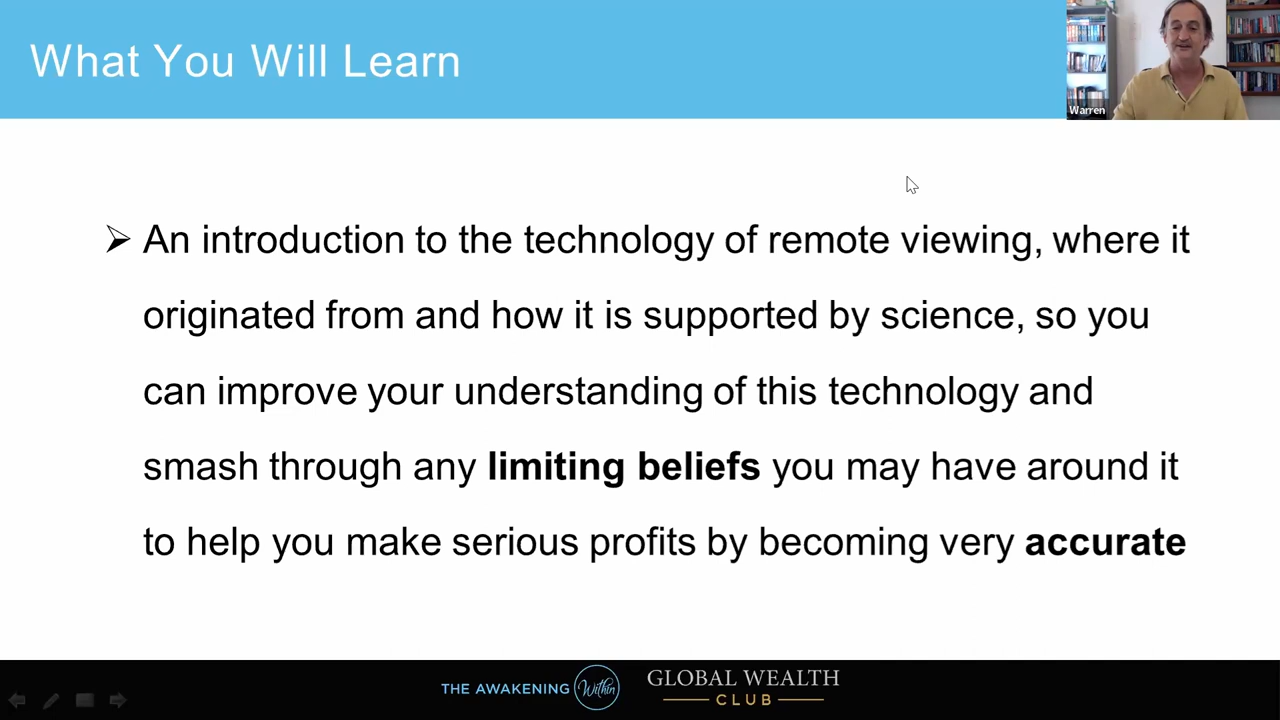 What You Will Learn
Warren
➢ An introduction to the technology of remote viewing, where it
originated from and how it is supported by science, so you
can improve your understanding of this technology and
smash through any limiting beliefs you may have around it
to help you make serious profits by becoming very accurate
THE AWAKENING Within
GLOBAL WEALTH
CLUB